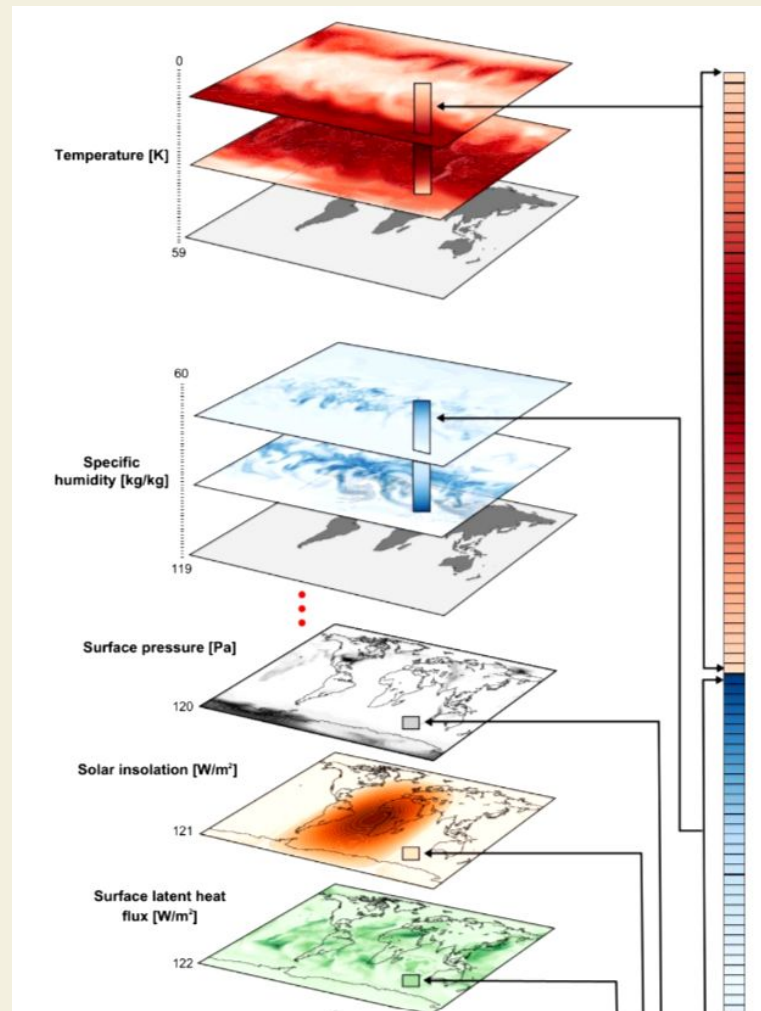 0
Temperature [K]
59
60
Specific
humidity [kg/kg]
119
Surface pressure [Pa]
120
Solar insolation [W/m²]
121
Surface latent heat
flux [W/m²]
122